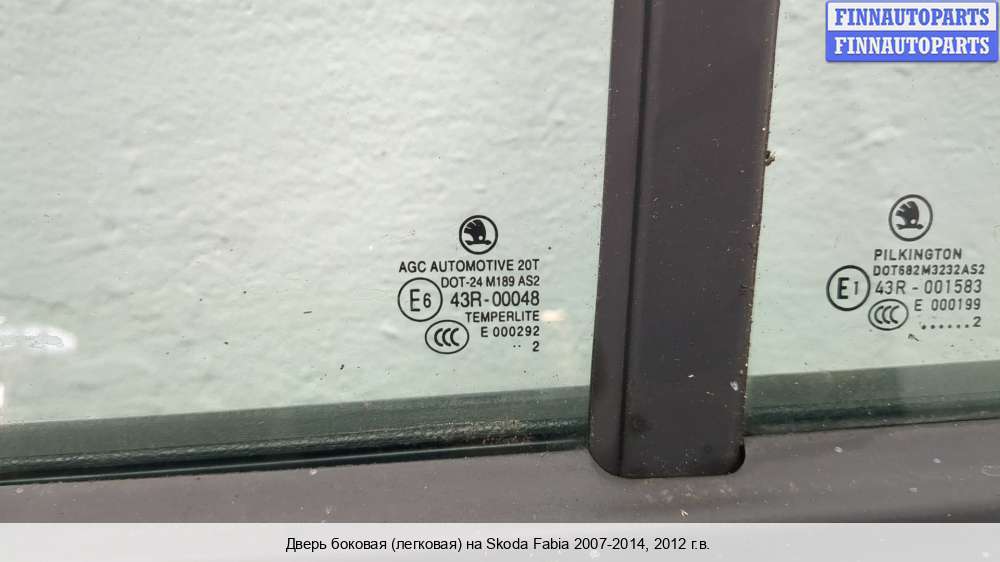 FINNAUTOPARTS
FINNAUTOPARTS
AGC AUTOMOTIVE 20T
DOT-24 M189 AS2
E6 43R-00048
TEMPERLITE
CCC E 000292
.. 2
PILKINGTON
DOT682M3232AS2
E1 43R - 001583
CCC E 000199
......2
Дверь боковая (легковая) на Skoda Fabia 2007-2014, 2012 г.в.